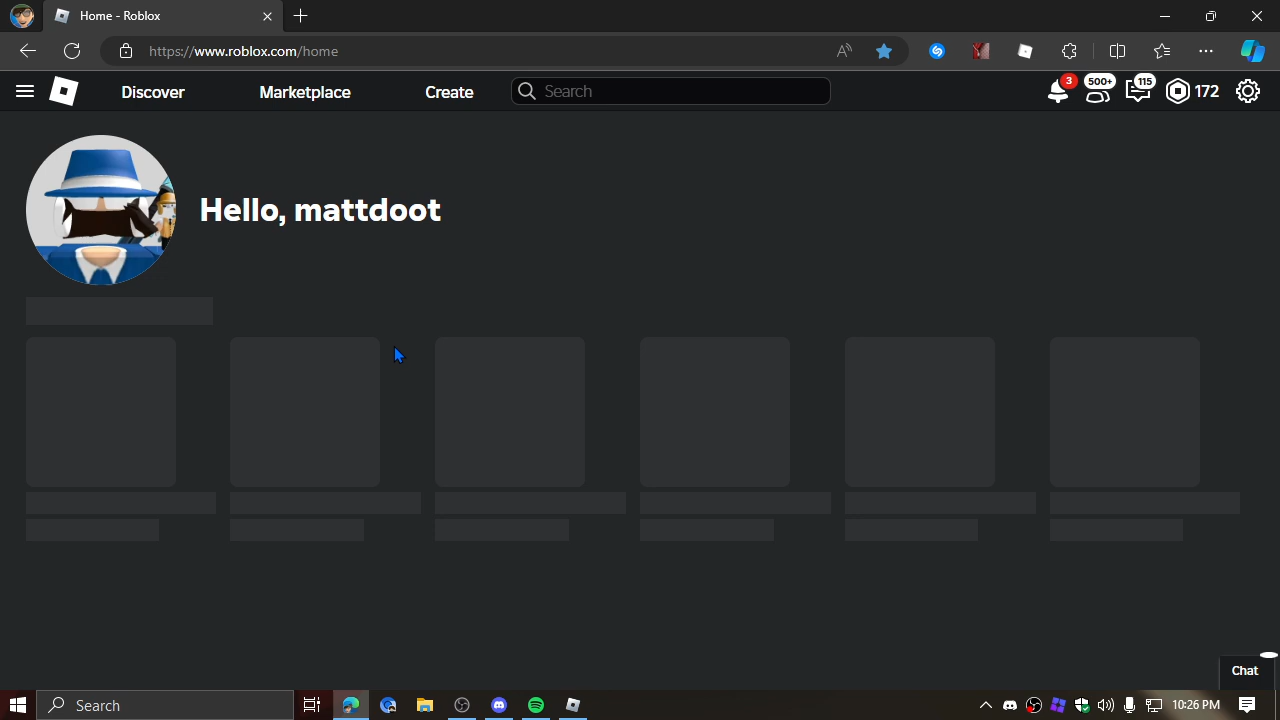 Home - Roblox
https://www.roblox.com/home
Discover
Marketplace
Create
Search
3
500+
115
172
Hello, mattdoot
Chat
Search
10:26 PM